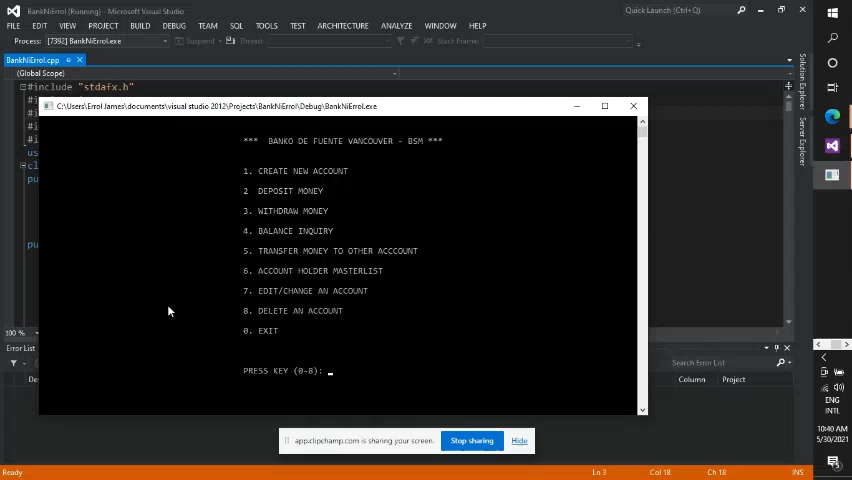 BankNiErrol (Running) - Microsoft Visual Studio
Quick Launch (Ctrl+Q)
FILE EDIT VIEW PROJECT BUILD DEBUG TEAM SQL TOOLS TEST ARCHITECTURE ANALYZE WINDOW HELP
Process: [7392] BankNiErrol.exe Suspend Thread: Stack Frame:
BankNiErrol.cpp
(Global Scope)
#include "stdafx.h"
C:\Users\Errol James\documents\visual studio 2012\Projects\BankNiErrol\Debug\BankNiErrol.exe
*** BANKO DE FUENTE VANCOUVER - BSM ***
1. CREATE NEW ACCOUNT
2 DEPOSIT MONEY
3. WITHDRAW MONEY
4. BALANCE INQUIRY
5. TRANSFER MONEY TO OTHER ACCCOUNT
6. ACCOUNT HOLDER MASTERLIST
7. EDIT/CHANGE AN ACCOUNT
8. DELETE AN ACCOUNT
0. EXIT
PRESS KEY (0-8):
Solution Explorer
Server Explorer
100 %
Error List
Search Error List
Column Project
app.clipchamp.com is sharing your screen. Stop sharing Hide
Ready Ln 3 Col 18 Ch 18 INS
ENG
INTL
10:40 AM
5/30/2021